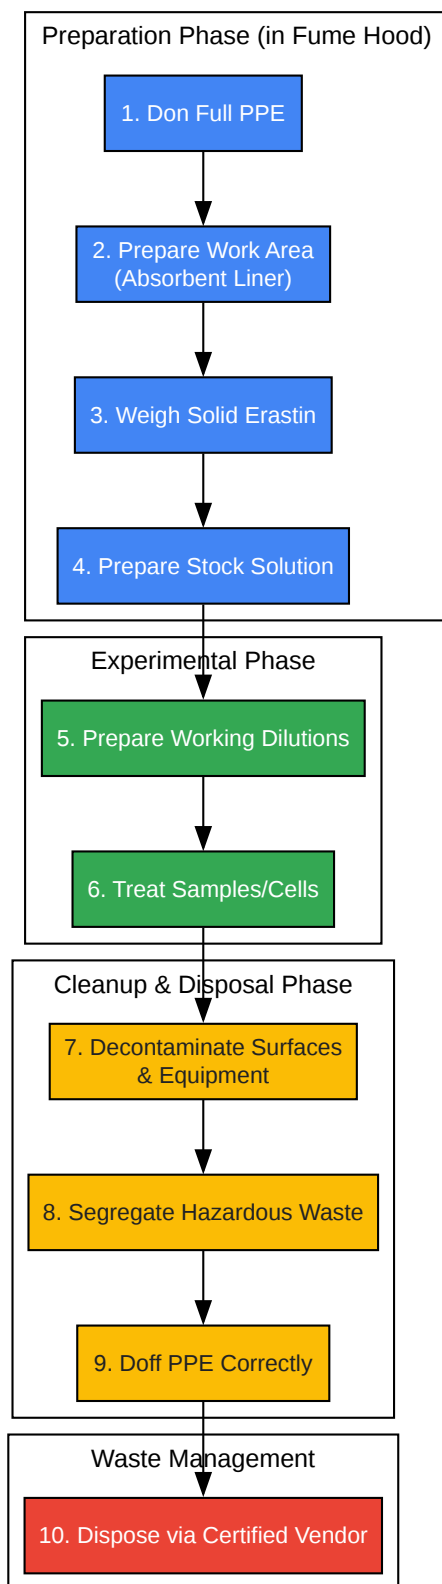 Preparation Phase (in Fume Hood)
1. Don Full PPE
2. Prepare Work Area
(Absorbent Liner)
3. Weigh Solid Erastin
4. Prepare Stock Solution
Experimental Phase
5. Prepare Working Dilutions
6. Treat Samples/Cells
Cleanup & Disposal Phase
7. Decontaminate Surfaces
& Equipment
8. Segregate Hazardous Waste
9. Doff PPE Correctly
Waste Management
10. Dispose via Certified Vendor